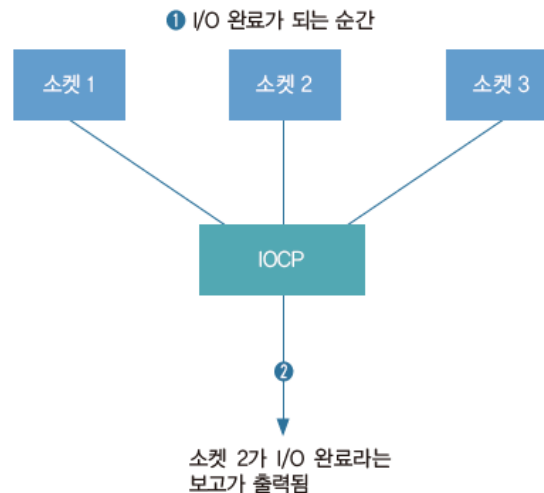 ❶ I/O 완료가 되는 순간
소켓 1
소켓 2
소켓 3
IOCP
❷
소켓 2가 I/O 완료라는
보고가 출력됨